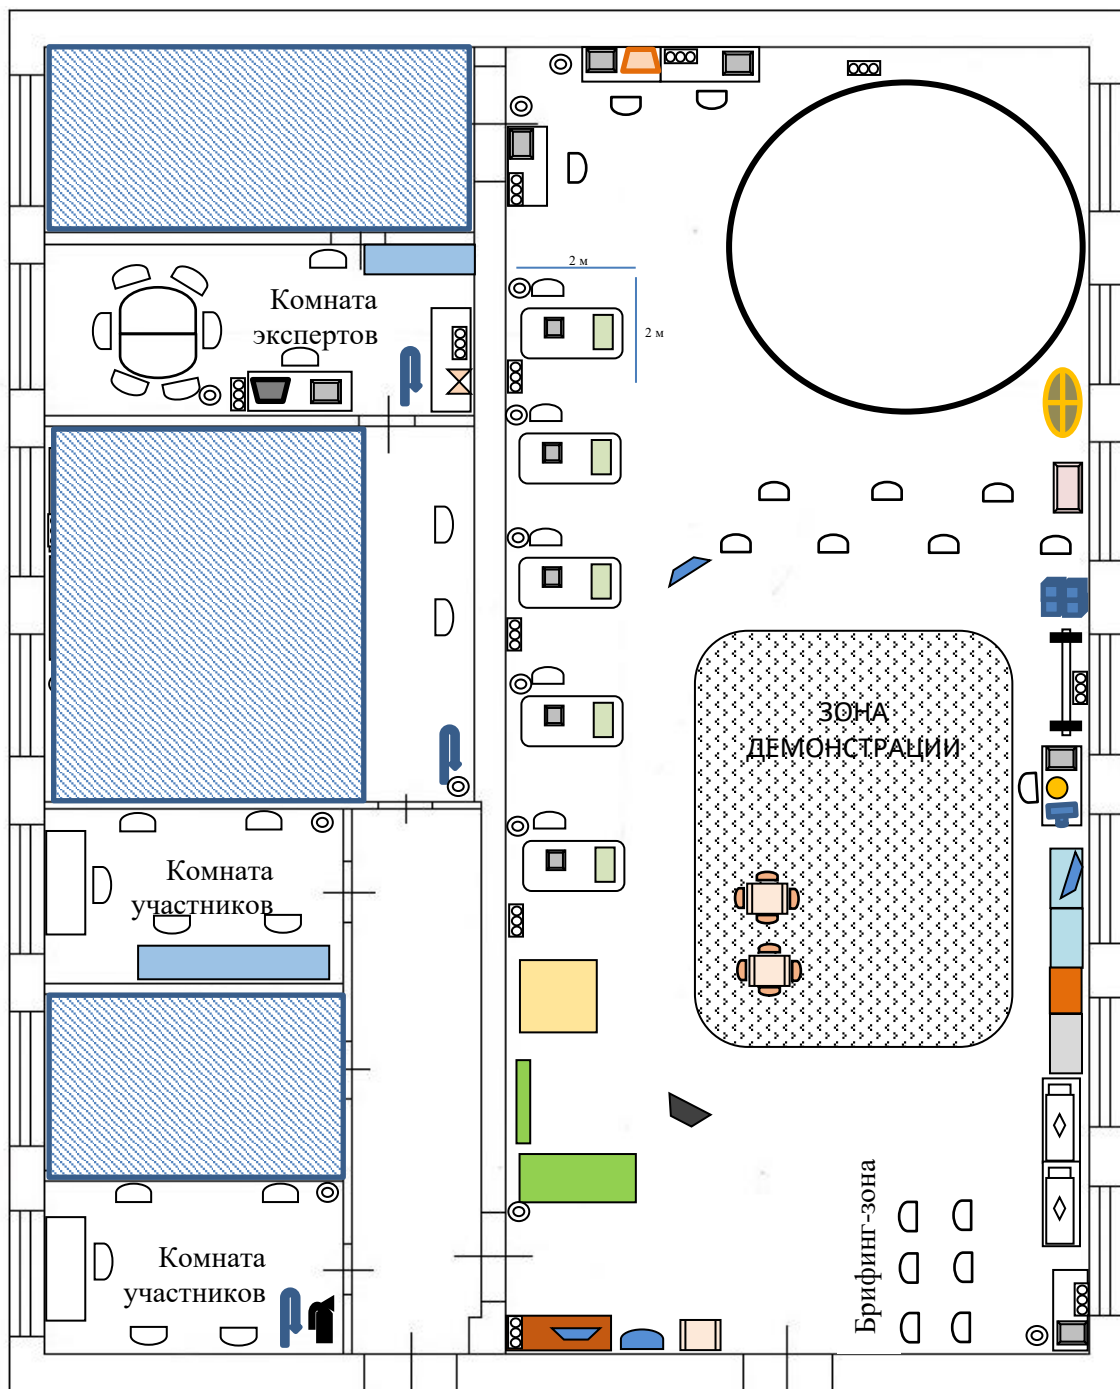 2 м
Комната
экспертов
2 м
ЗОНА
ДЕМОНСТРАЦИИ
Комната
участников
Брифинг-зона
Комната
участников